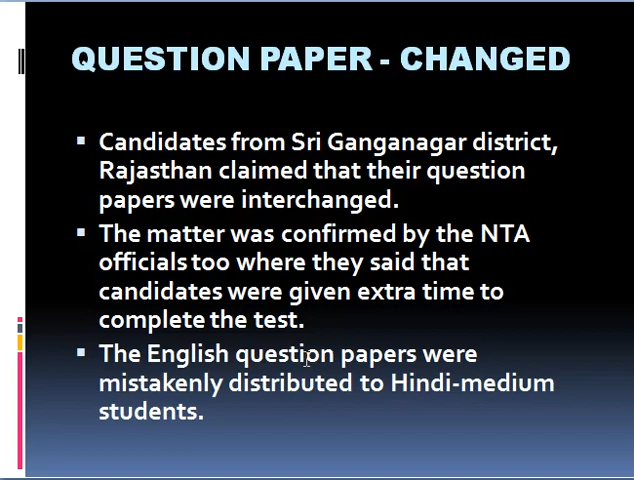 QUESTION PAPER - CHANGED
Candidates from Sri Ganganagar district,
Rajasthan claimed that their question
papers were interchanged.
The matter was confirmed by the NTA
officials too where they said that
candidates were given extra time to
complete the test.
The English question papers were
mistakenly distributed to Hindi-medium
students.